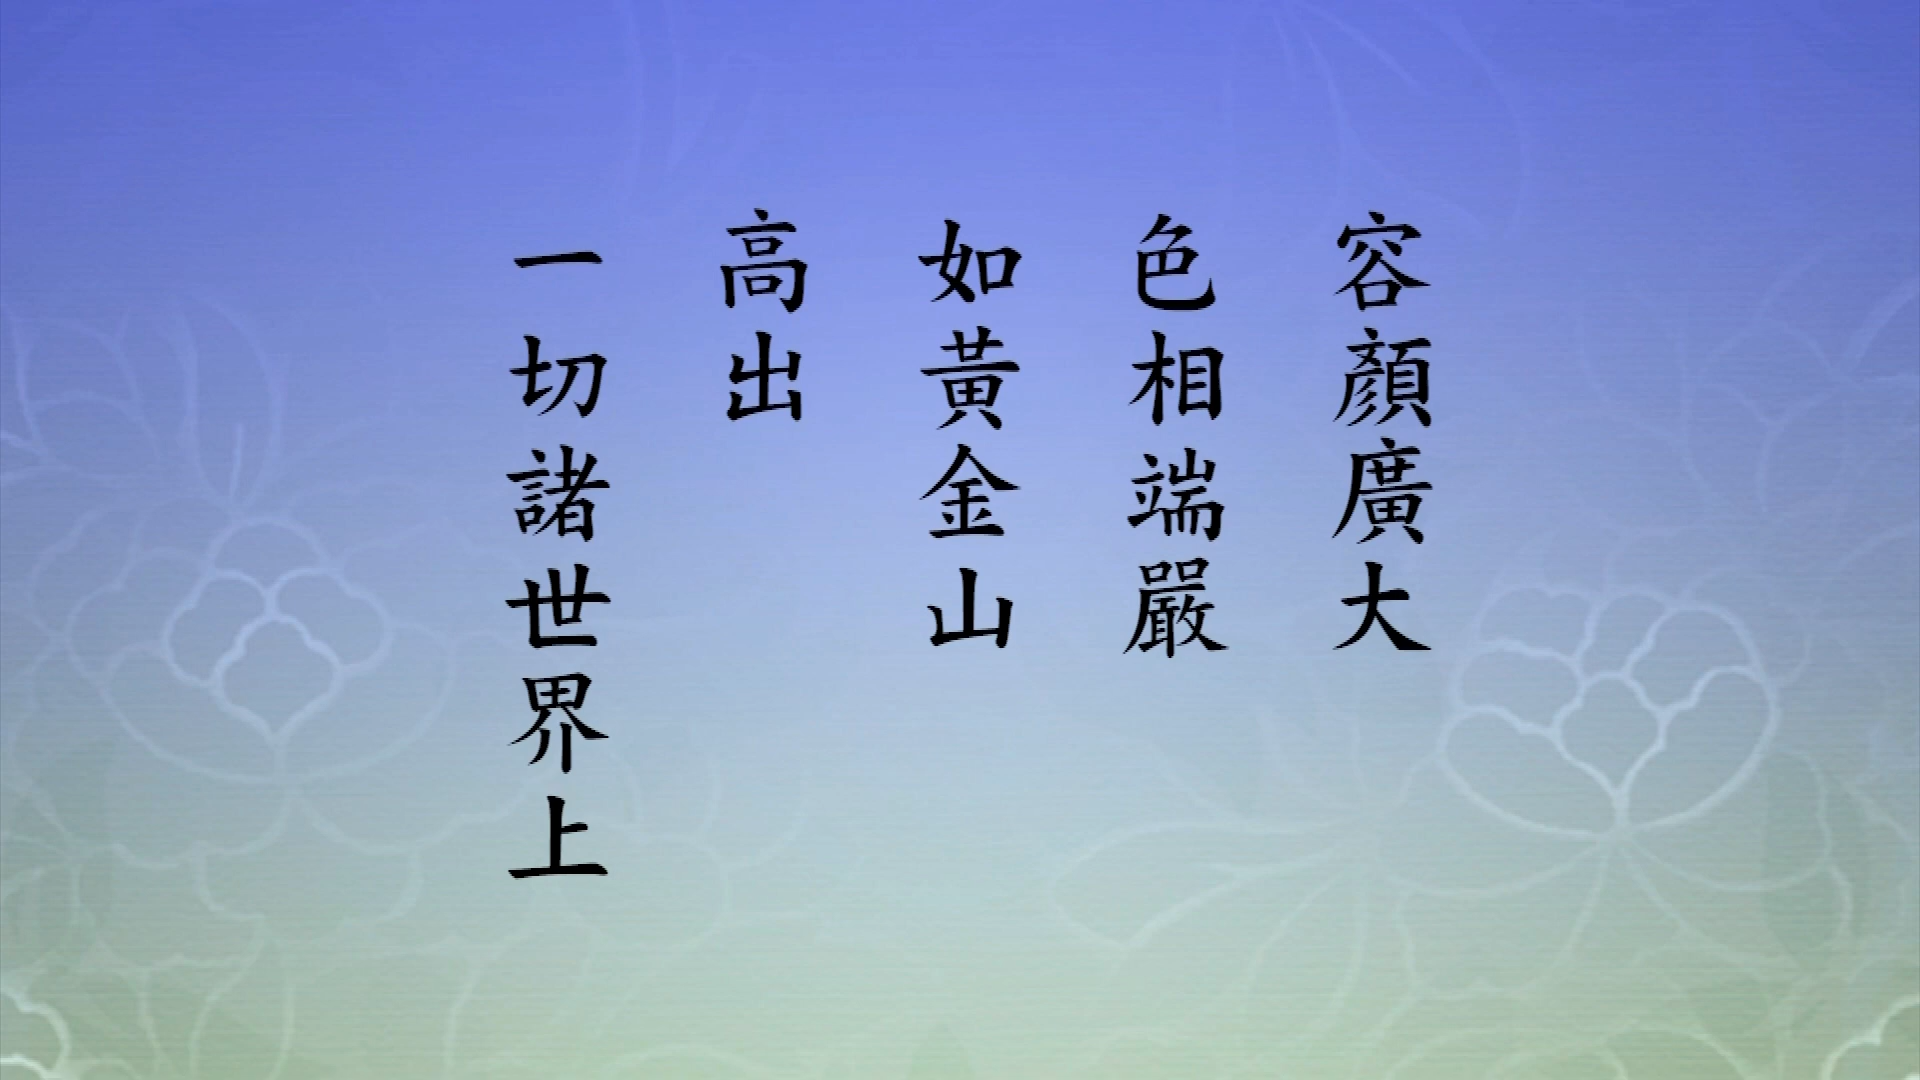 容顏廣大
色相端嚴
如黃金山
高出
一切諸世界上